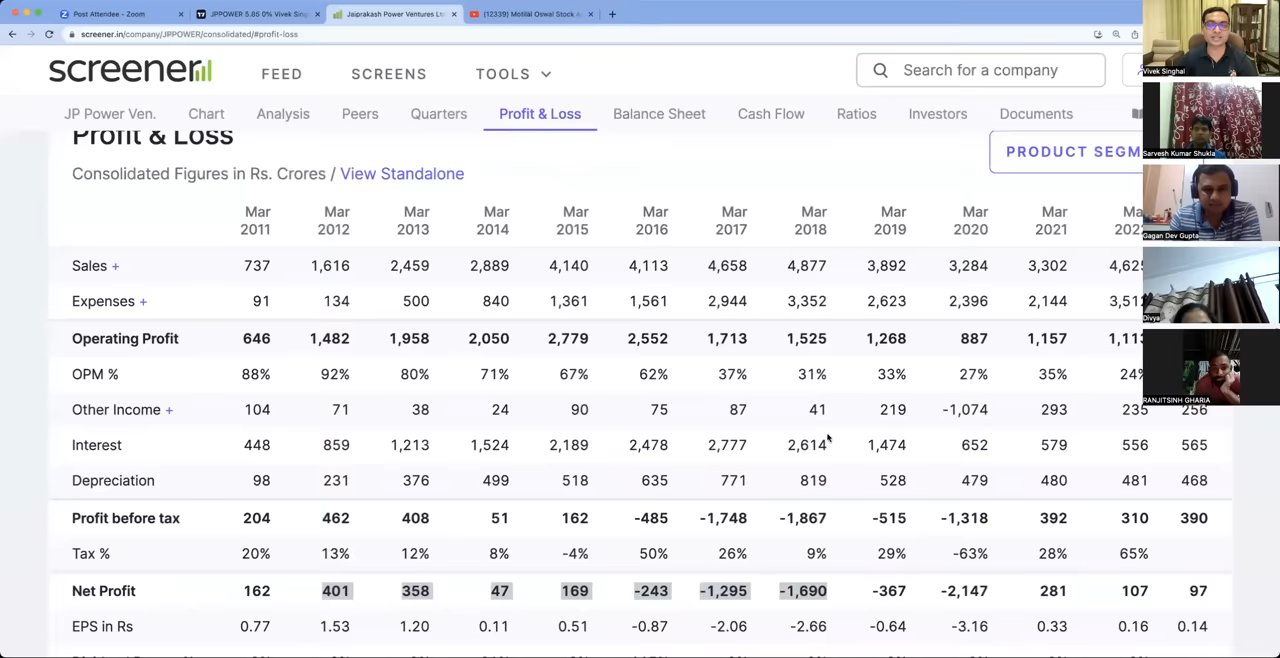 Post Attendee - Zoom
JPPOWER 5.85 0% Vivek Sing
Jaiprakash Power Ventures Lt
(12339) Motilal Oswal Stock A
screener.in/company/JPPOWER/consolidated/#profit-loss
screener
FEED SCREENS TOOLS
Search for a company
JP Power Ven. Chart Analysis Peers Quarters Profit & Loss Balance Sheet Cash Flow Ratios Investors Documents
Profit & Loss
Consolidated Figures in Rs. Crores / View Standalone
PRODUCT SEGM
Mar 2011 Mar 2012 Mar 2013 Mar 2014 Mar 2015 Mar 2016 Mar 2017 Mar 2018 Mar 2019 Mar 2020 Mar 2021 Ma 202
Sales + 737 1,616 2,459 2,889 4,140 4,113 4,658 4,877 3,892 3,284 3,302 4,625
Expenses + 91 134 500 840 1,361 1,561 2,944 3,352 2,623 2,396 2,144 3,512
Operating Profit 646 1,482 1,958 2,050 2,779 2,552 1,713 1,525 1,268 887 1,157 1,113
OPM % 88% 92% 80% 71% 67% 62% 37% 31% 33% 27% 35% 24%
Other Income + 104 71 38 24 90 75 87 41 219 -1,074 293 235 256
Interest 448 859 1,213 1,524 2,189 2,478 2,777 2,614 1,474 652 579 556 565
Depreciation 98 231 376 499 518 635 771 819 528 479 480 481 468
Profit before tax 204 462 408 51 162 -485 -1,748 -1,867 -515 -1,318 392 310 390
Tax % 20% 13% 12% 8% -4% 50% 26% 9% 29% -63% 28% 65%
Net Profit 162 401 358 47 169 -243 -1,295 -1,690 -367 -2,147 281 107 97
EPS in Rs 0.77 1.53 1.20 0.11 0.51 -0.87 -2.06 -2.66 -0.64 -3.16 0.33 0.16 0.14
Vivek Singhal
Sarvesh Kumar Shukla
Gagan Dev Gupta
Divya
RANJITSINH GHARIA